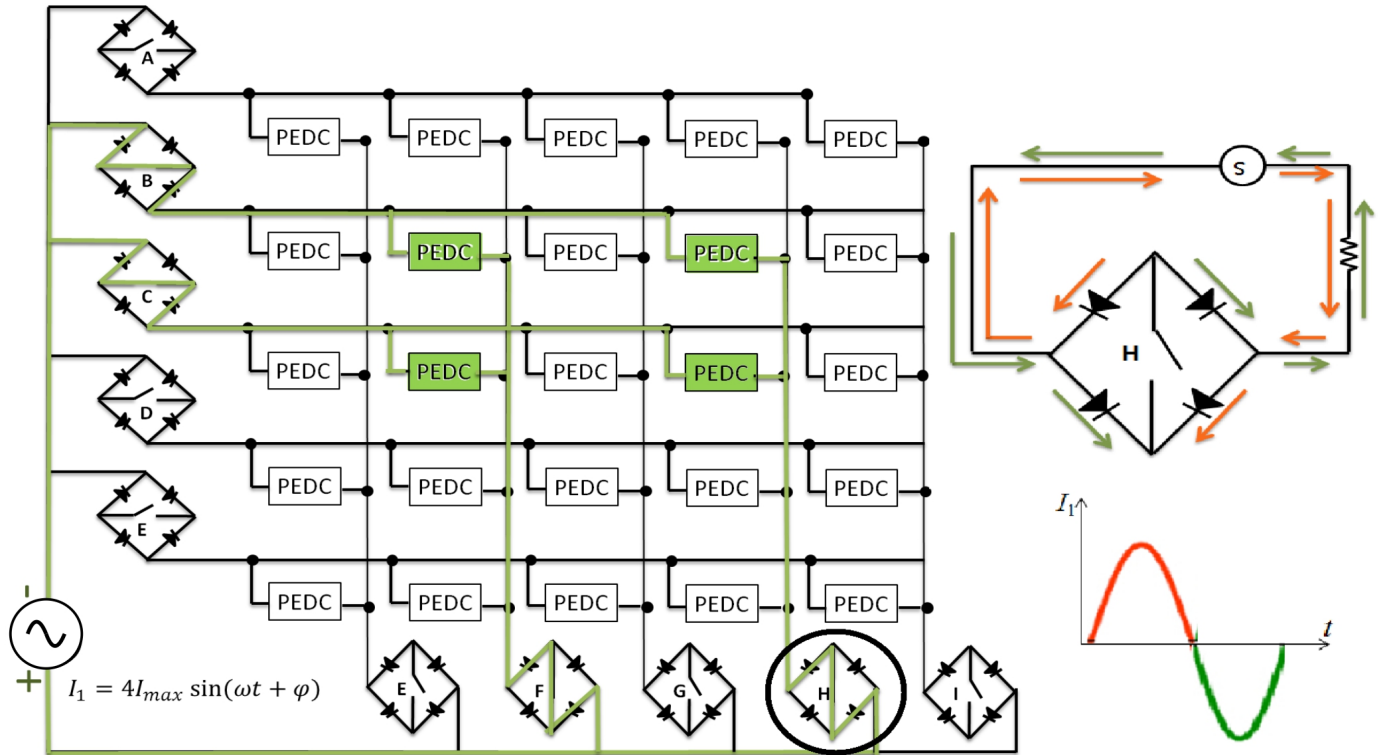 A
PEDC PEDC PEDC PEDC PEDC
B
PEDC PEDC PEDC PEDC PEDC
C
PEDC PEDC PEDC PEDC PEDC
D
PEDC PEDC PEDC PEDC PEDC
E
PEDC PEDC PEDC PEDC PEDC
-
+
I₁ = 4Iₘₐₓ sin(ωt + φ)
E F G H I
S
H
I₁
t